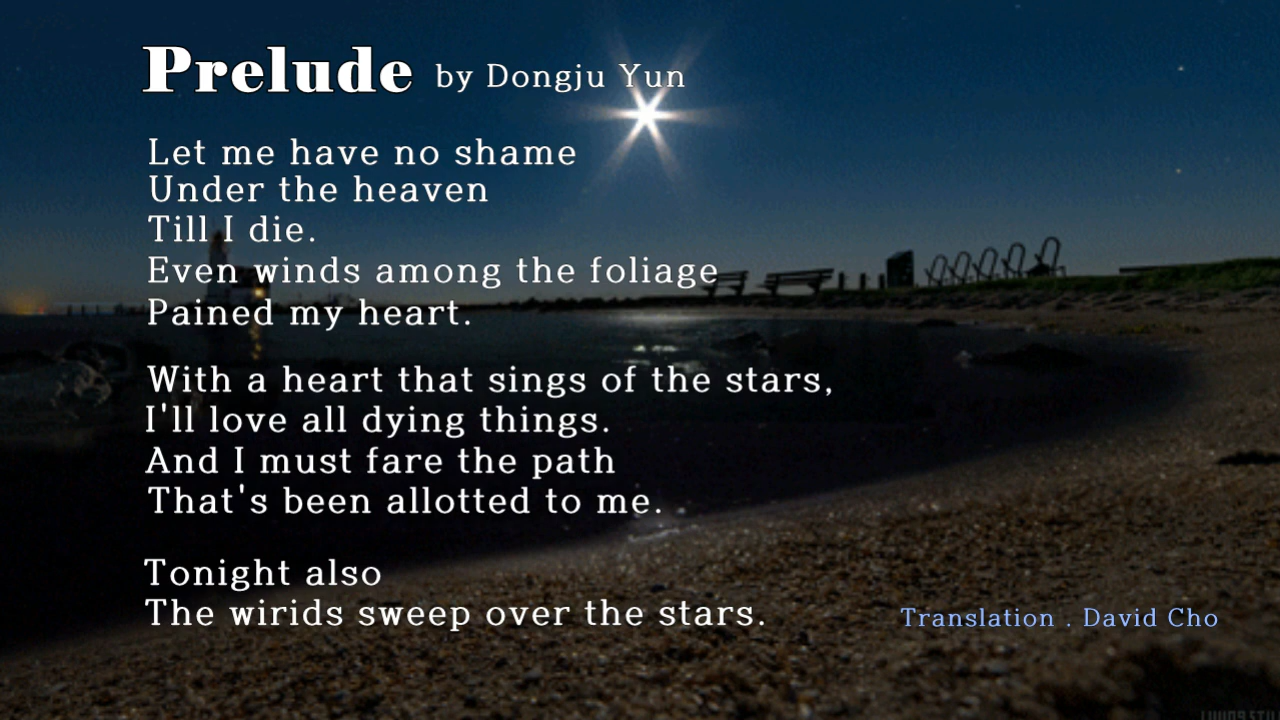 Prelude by Dongju Yun
Let me have no shame
Under the heaven
Till I die.
Even winds among the foliage
Pained my heart.
With a heart that sings of the stars,
I'll love all dying things.
And I must fare the path
That's been allotted to me.
Tonight also
The wirids sweep over the stars.
Translation . David Cho